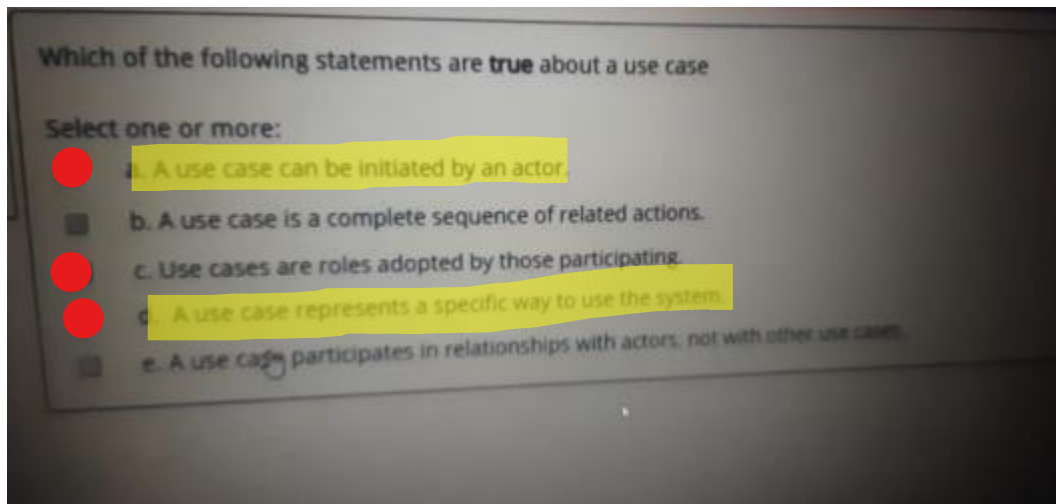 Which of the following statements are true about a use case
Select one or more:
a. A use case can be initiated by an actor.
b. A use case is a complete sequence of related actions.
c. Use cases are roles adopted by those participating.
d. A use case represents a specific way to use the system.
e. A use case participates in relationships with actors, not with other use cases.